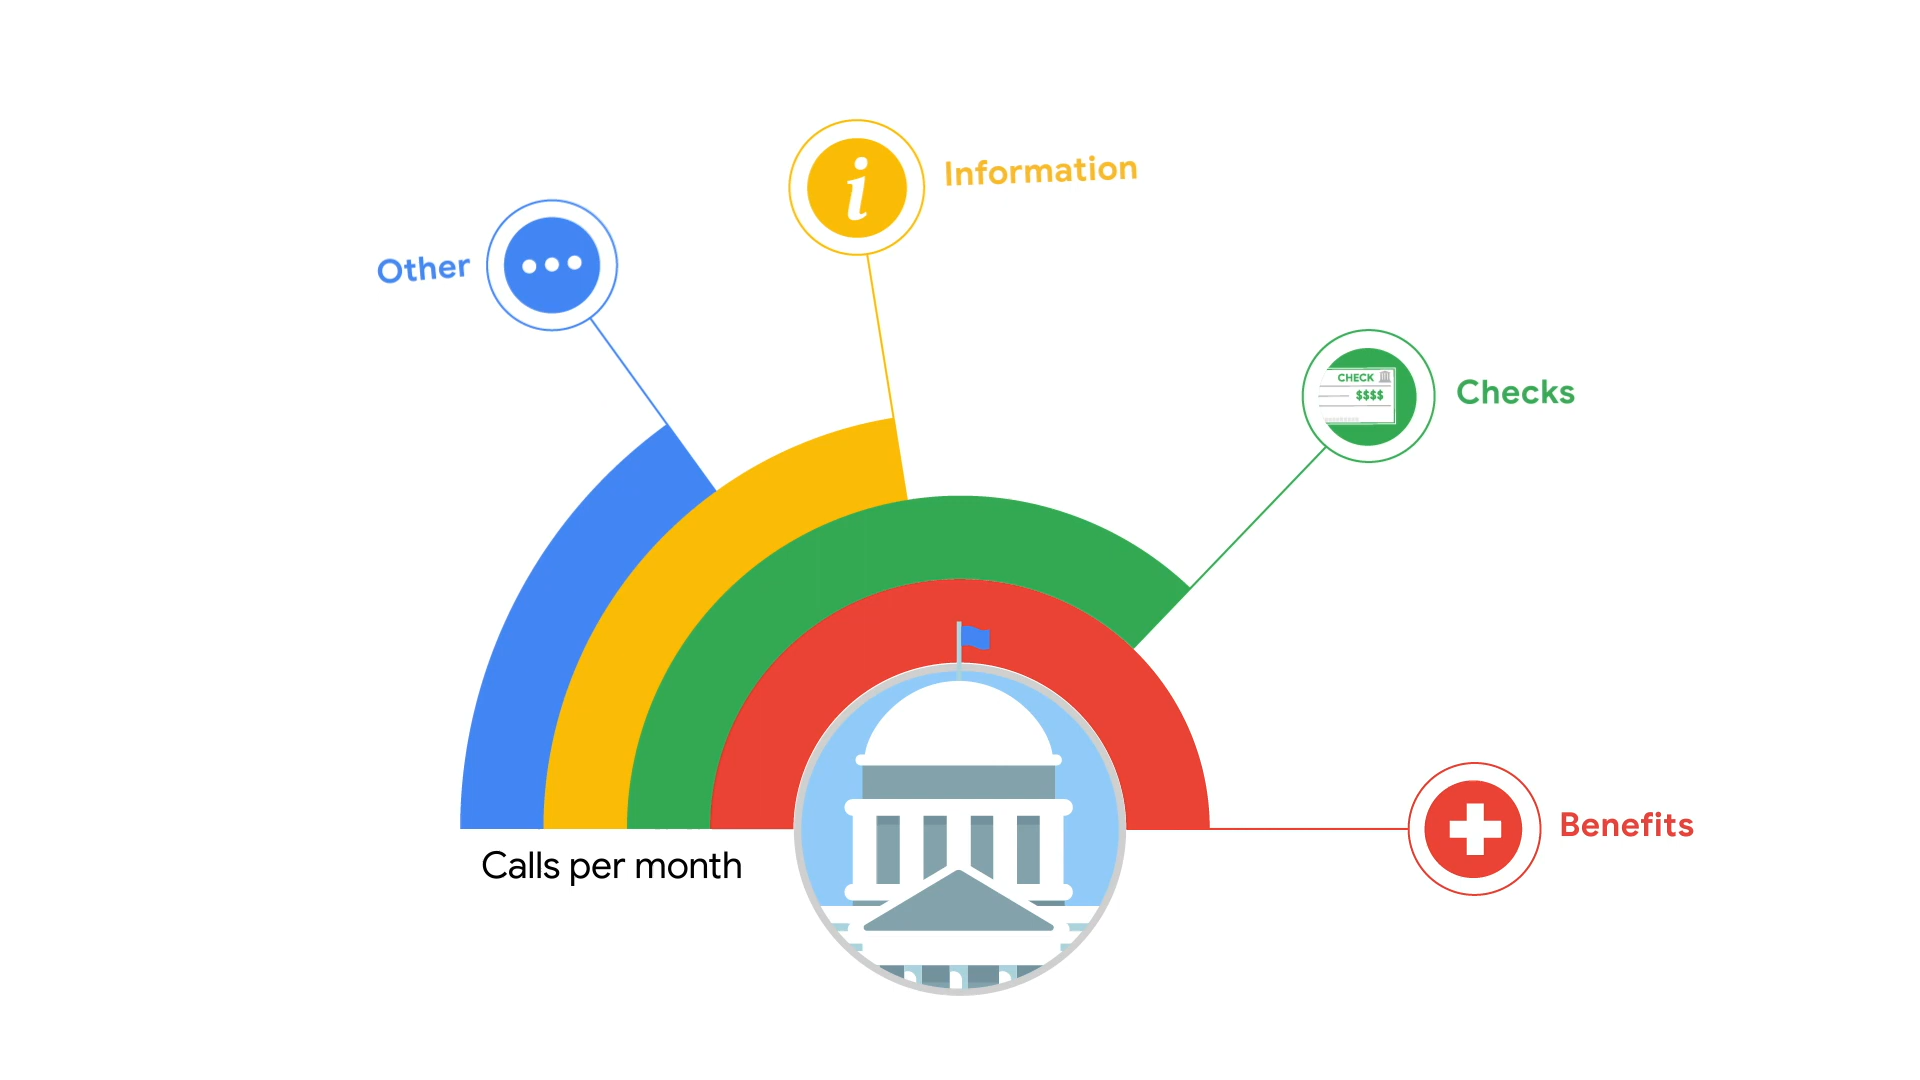 Information
Other
CHECK
$$$$
Checks
Benefits
Calls per month